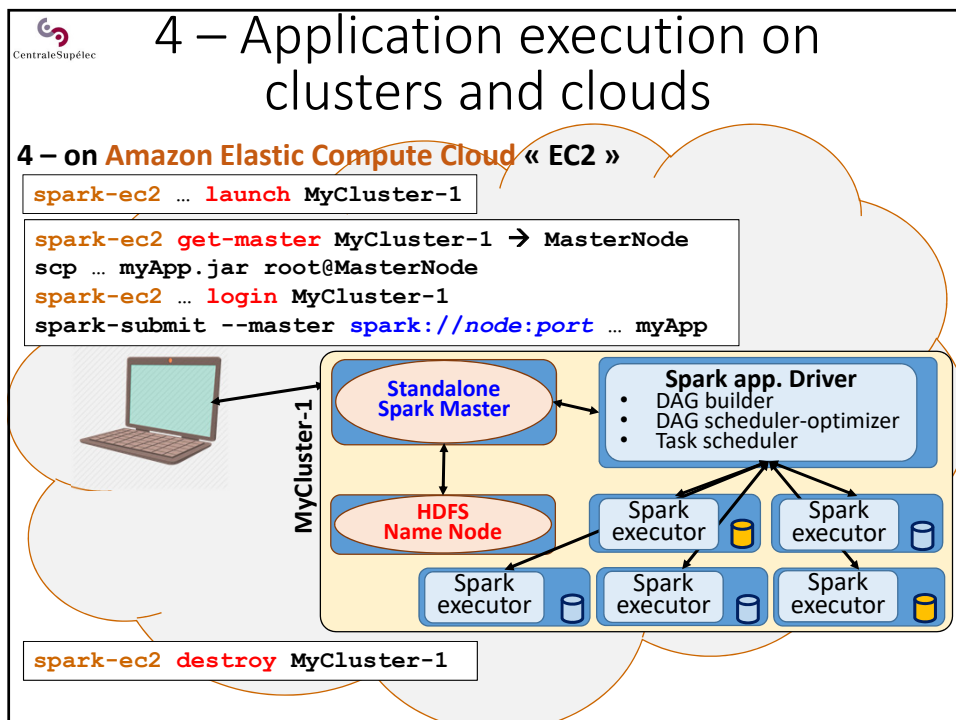 CentraleSupélec
4 – Application execution on
clusters and clouds
4 – on Amazon Elastic Compute Cloud « EC2 »
spark-ec2 … launch MyCluster-1
spark-ec2 get-master MyCluster-1 → MasterNode
scp … myApp.jar root@MasterNode
spark-ec2 … login MyCluster-1
spark-submit --master spark://node:port … myApp
MyCluster-1
Standalone
Spark Master
Spark app. Driver
• DAG builder
• DAG scheduler-optimizer
• Task scheduler
HDFS
Name Node
Spark
executor
Spark
executor
Spark
executor
Spark
executor
Spark
executor
spark-ec2 destroy MyCluster-1